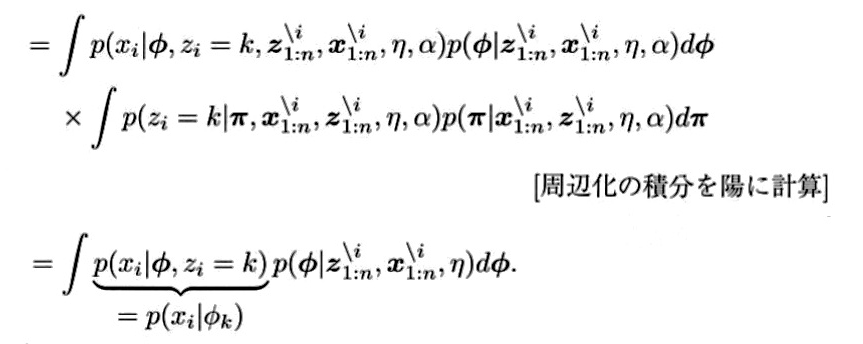 = ∫ p(x_i|ϕ, z_i = k, z_{1:n}^{\i}, x_{1:n}^{\i}, η, α)p(ϕ|z_{1:n}^{\i}, x_{1:n}^{\i}, η, α)dϕ
× ∫ p(z_i = k|π, x_{1:n}^{\i}, z_{1:n}^{\i}, η, α)p(π|x_{1:n}^{\i}, z_{1:n}^{\i}, η, α)dπ
[周辺化の積分を陽に計算]
= ∫ p(x_i|ϕ, z_i = k) p(ϕ|z_{1:n}^{\i}, x_{1:n}^{\i}, η)dϕ.
= p(x_i|ϕ_k)